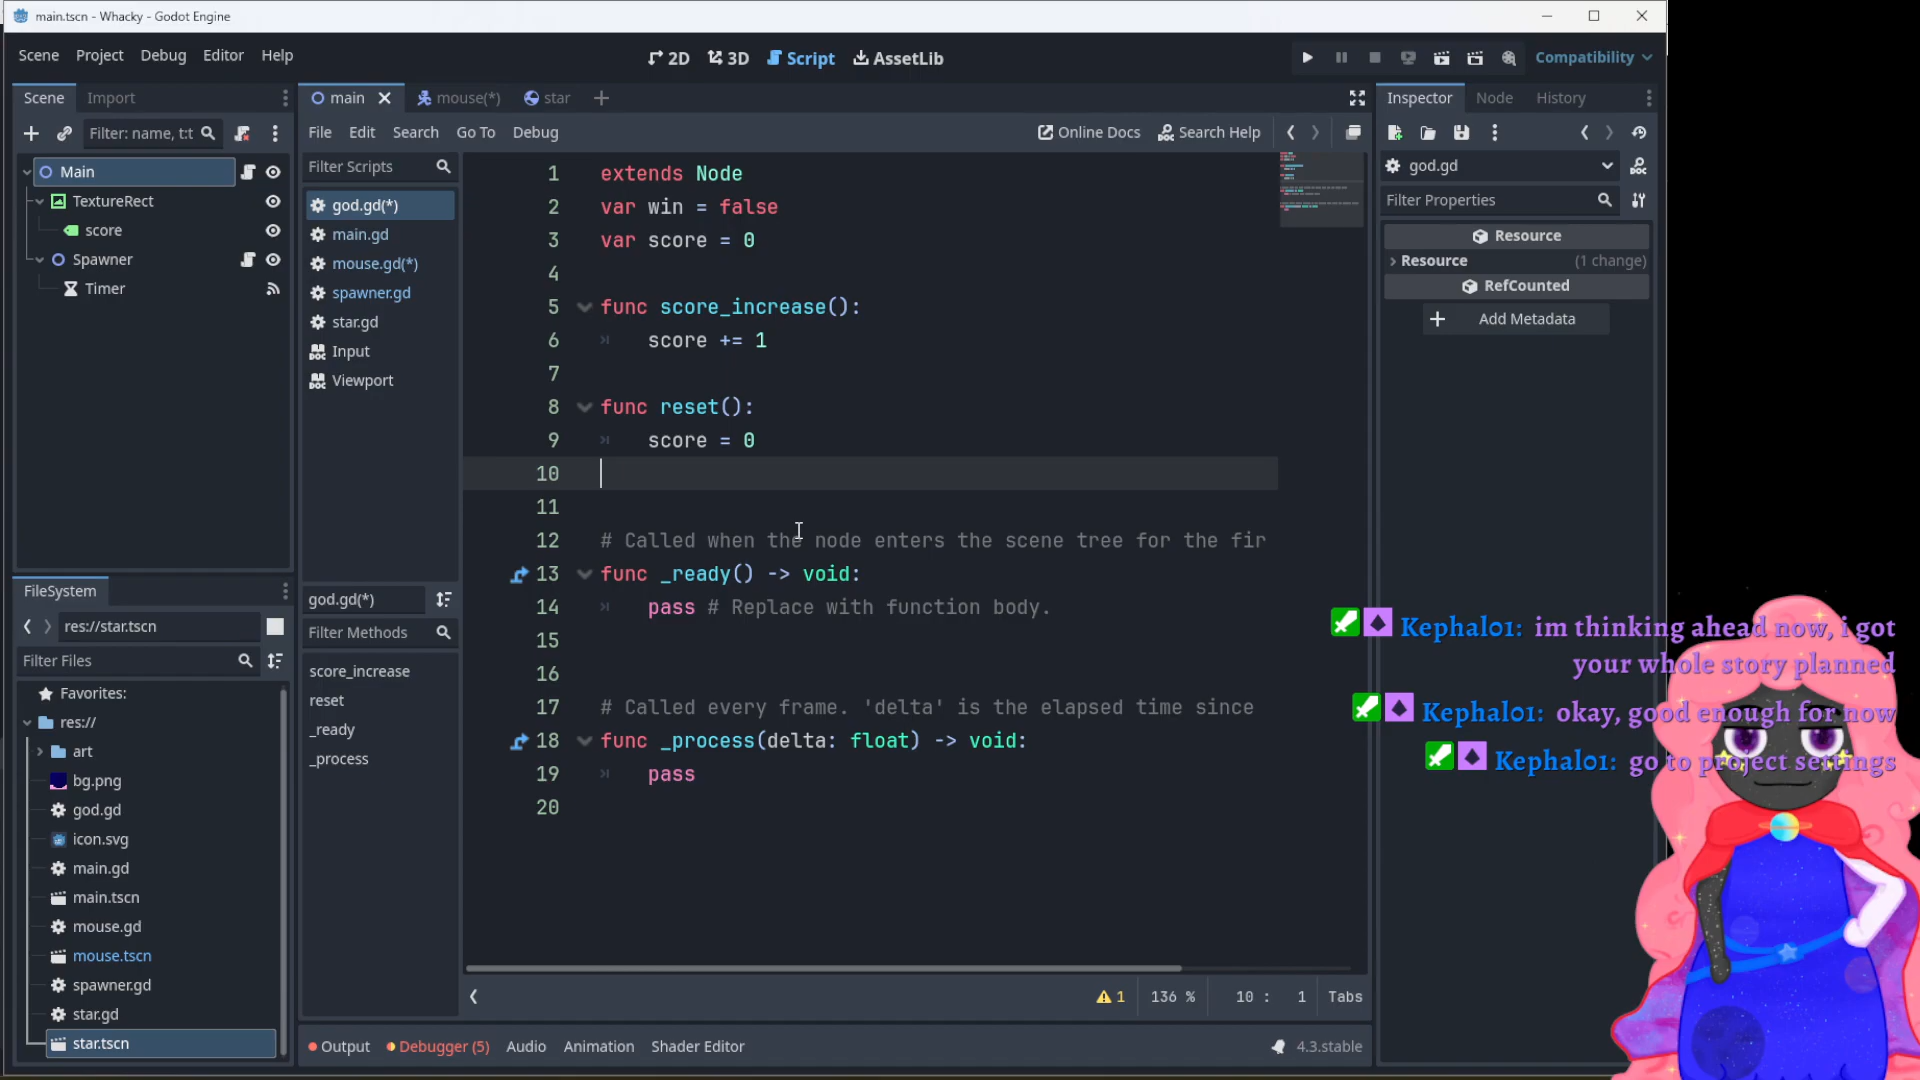 main.tscn - Whacky - Godot Engine
Scene Project Debug Editor Help
2D 3D Script AssetLib
Compatibility
Scene Import
Filter: name, t:t
Main
TextureRect
score
Spawner
Timer
FileSystem
res://star.tscn
Filter Files
Favorites:
res://
art
bg.png
god.gd
icon.svg
main.gd
main.tscn
mouse.gd
mouse.tscn
spawner.gd
star.gd
star.tscn
main mouse(*) star
File Edit Search Go To Debug
Online Docs Search Help
Filter Scripts
god.gd(*)
main.gd
mouse.gd(*)
spawner.gd
star.gd
Input
Viewport
god.gd(*)
Filter Methods
score_increase
reset
_ready
_process
1 extends Node
2 var win = false
3 var score = 0
4
5 func score_increase():
6 score += 1
7
8 func reset():
9 score = 0
10
11
12 # Called when the node enters the scene tree for the fir
13 func _ready() -> void:
14 pass # Replace with function body.
15
16
17 # Called every frame. 'delta' is the elapsed time since
18 func _process(delta: float) -> void:
19 pass
20
1 136 % 10 : 1 Tabs
Output Debugger (5) Audio Animation Shader Editor
4.3.stable
Inspector Node History
god.gd
Filter Properties
Resource
Resource (1 change)
RefCounted
Add Metadata
Kephal01: im thinking ahead now, i got
your whole story planned
Kephal01: okay, good enough for now
Kephal01: go to project settings